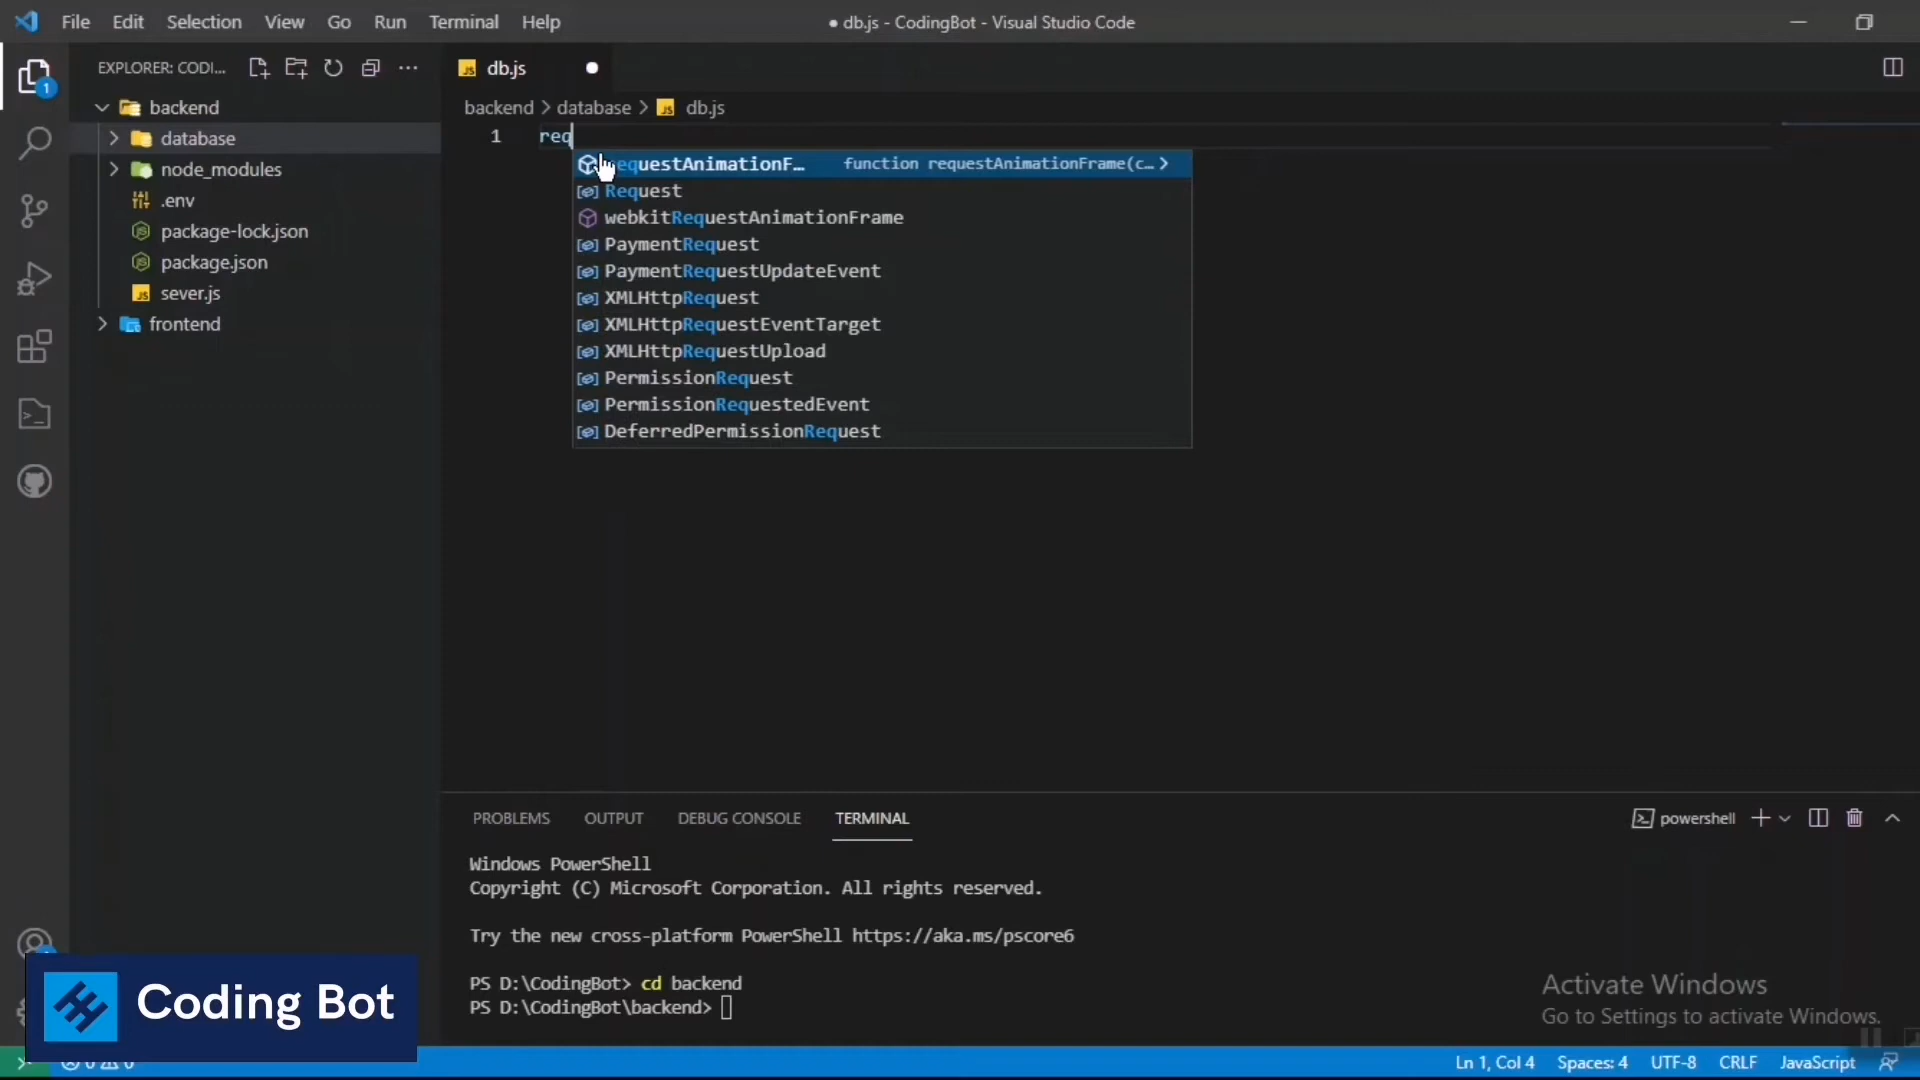 File Edit Selection View Go Run Terminal Help
● db.js - CodingBot - Visual Studio Code
EXPLORER: CODI...
1
backend
database
node_modules
.env
package-lock.json
package.json
JS sever.js
frontend
JS db.js
backend > database > JS db.js
1 req
requestAnimationF... function requestAnimationFrame(c...
Request
webkitRequestAnimationFrame
PaymentRequest
PaymentRequestUpdateEvent
XMLHttpRequest
XMLHttpRequestEventTarget
XMLHttpRequestUpload
PermissionRequest
PermissionRequestedEvent
DeferredPermissionRequest
PROBLEMS OUTPUT DEBUG CONSOLE TERMINAL
powershell
Windows PowerShell
Copyright (C) Microsoft Corporation. All rights reserved.
Try the new cross-platform PowerShell https://aka.ms/pscore6
PS D:\CodingBot> cd backend
PS D:\CodingBot\backend>
Activate Windows
Go to Settings to activate Windows.
Coding Bot
Ln 1, Col 4 Spaces: 4 UTF-8 CRLF JavaScript